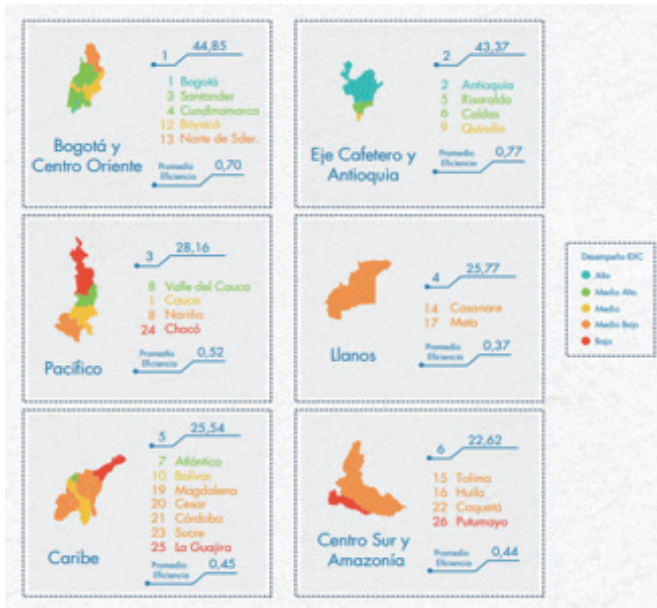 1
44,85
1 Bogotá
3 Santander
4 Cundinamarca
12 Boyacá
13 Norte de Sder.
Bogotá y
Centro Oriente
Promedio
Eficiencia
0,70
2
43,37
2 Antioquia
5 Risaralda
6 Caldas
9 Quindío
Eje Cafetero y
Antioquia
Promedio
Eficiencia
0,77
3
28,16
8 Valle del Cauca
1 Cauca
8 Nariño
24 Chocó
Pacífico
Promedio
Eficiencia
0,52
4
25,77
14 Casanare
17 Meta
Llanos
Promedio
Eficiencia
0,37
Desempeño IDIC
Alto
Medio Alto
Medio
Medio Bajo
Bajo
5
25,54
7 Atlántico
10 Bolívar
19 Magdalena
20 Cesar
21 Córdoba
23 Sucre
25 La Guajira
Caribe
Promedio
Eficiencia
0,45
6
22,62
15 Tolima
16 Huila
22 Caquetá
26 Putumayo
Centro Sur y
Amazonía
Promedio
Eficiencia
0,44